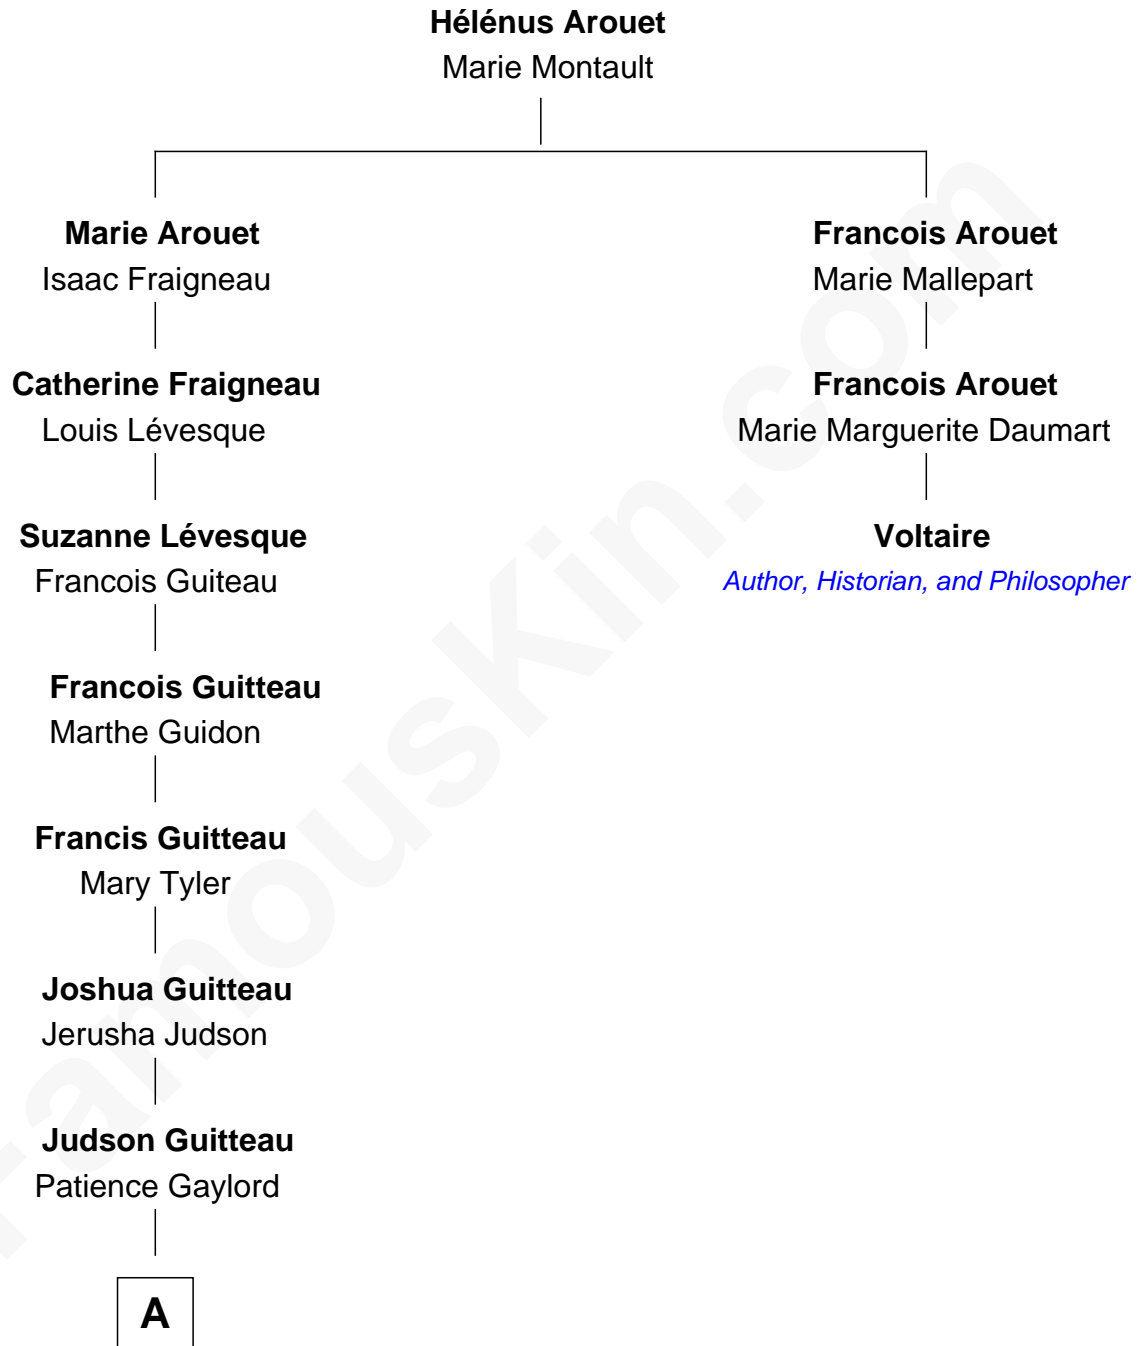 Hélénus Arouet
Marie Montault
Marie Arouet
Isaac Fraigneau
Francois Arouet
Marie Mallepart
Catherine Fraigneau
Louis Lévesque
Francois Arouet
Marie Marguerite Daumart
Suzanne Lévesque
Francois Guiteau
Voltaire
Author, Historian, and Philosopher
Francois Guitteau
Marthe Guidon
Francis Guitteau
Mary Tyler
Joshua Guitteau
Jerusha Judson
Judson Guitteau
Patience Gaylord
A
FamousKin.com